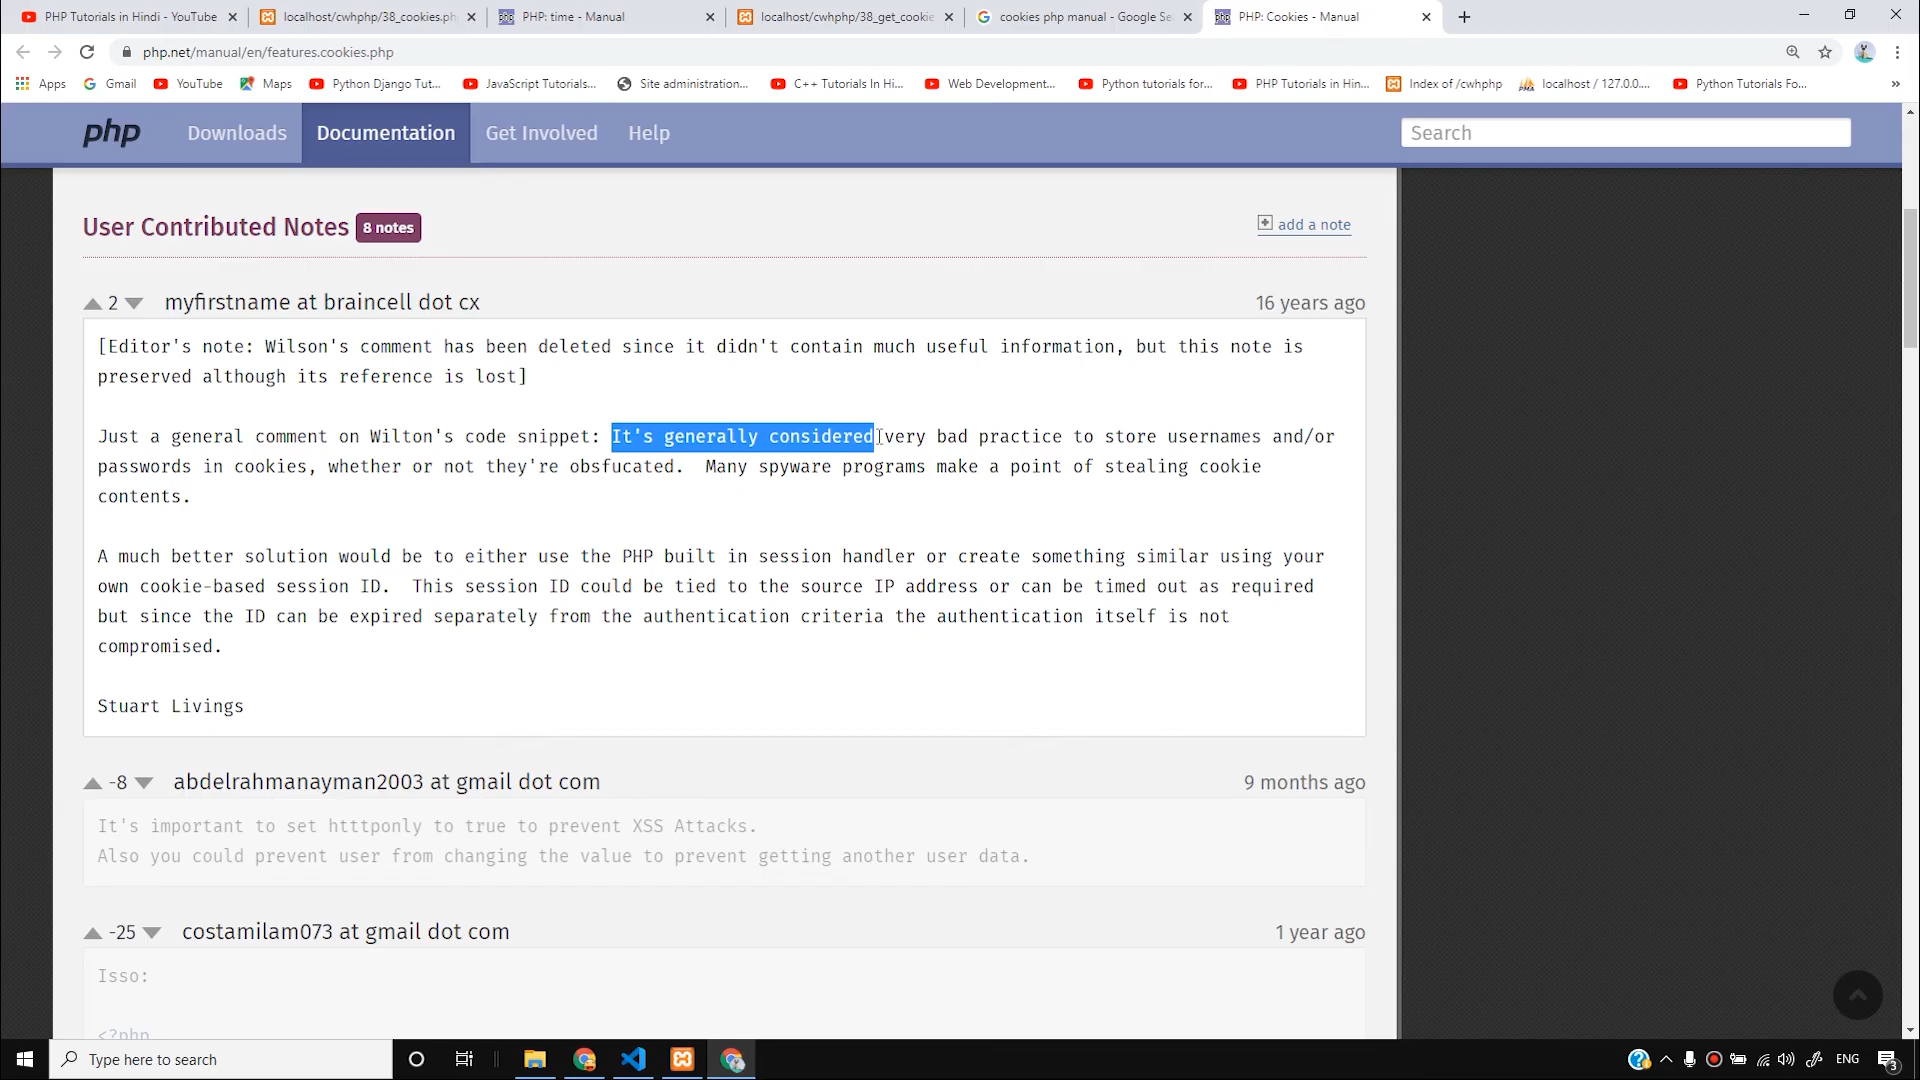 PHP Tutorials in Hindi - YouTube
localhost/cwhphp/38_cookies.ph
PHP: time - Manual
localhost/cwhphp/38_get_cookie
cookies php manual - Google Se
PHP: Cookies - Manual
php.net/manual/en/features.cookies.php
Apps
Gmail
YouTube
Maps
Python Django Tut...
JavaScript Tutorials...
Site administration...
C++ Tutorials In Hi...
Web Development...
Python tutorials for...
PHP Tutorials in Hin...
Index of /cwhphp
localhost / 127.0.0....
Python Tutorials Fo...
php
Downloads
Documentation
Get Involved
Help
Search
User Contributed Notes 8 notes
add a note
2 myfirstname at braincell dot cx
16 years ago
[Editor's note: Wilson's comment has been deleted since it didn't contain much useful information, but this note is
preserved although its reference is lost]
Just a general comment on Wilton's code snippet: It's generally considered very bad practice to store usernames and/or
passwords in cookies, whether or not they're obsfucated.  Many spyware programs make a point of stealing cookie
contents.
A much better solution would be to either use the PHP built in session handler or create something similar using your
own cookie-based session ID.  This session ID could be tied to the source IP address or can be timed out as required
but since the ID can be expired separately from the authentication criteria the authentication itself is not
compromised.
Stuart Livings
-8 abdelrahmanayman2003 at gmail dot com
9 months ago
It's important to set htttponly to true to prevent XSS Attacks.
Also you could prevent user from changing the value to prevent getting another user data.
-25 costamilam073 at gmail dot com
1 year ago
Isso:
<?php
Type here to search
ENG
3